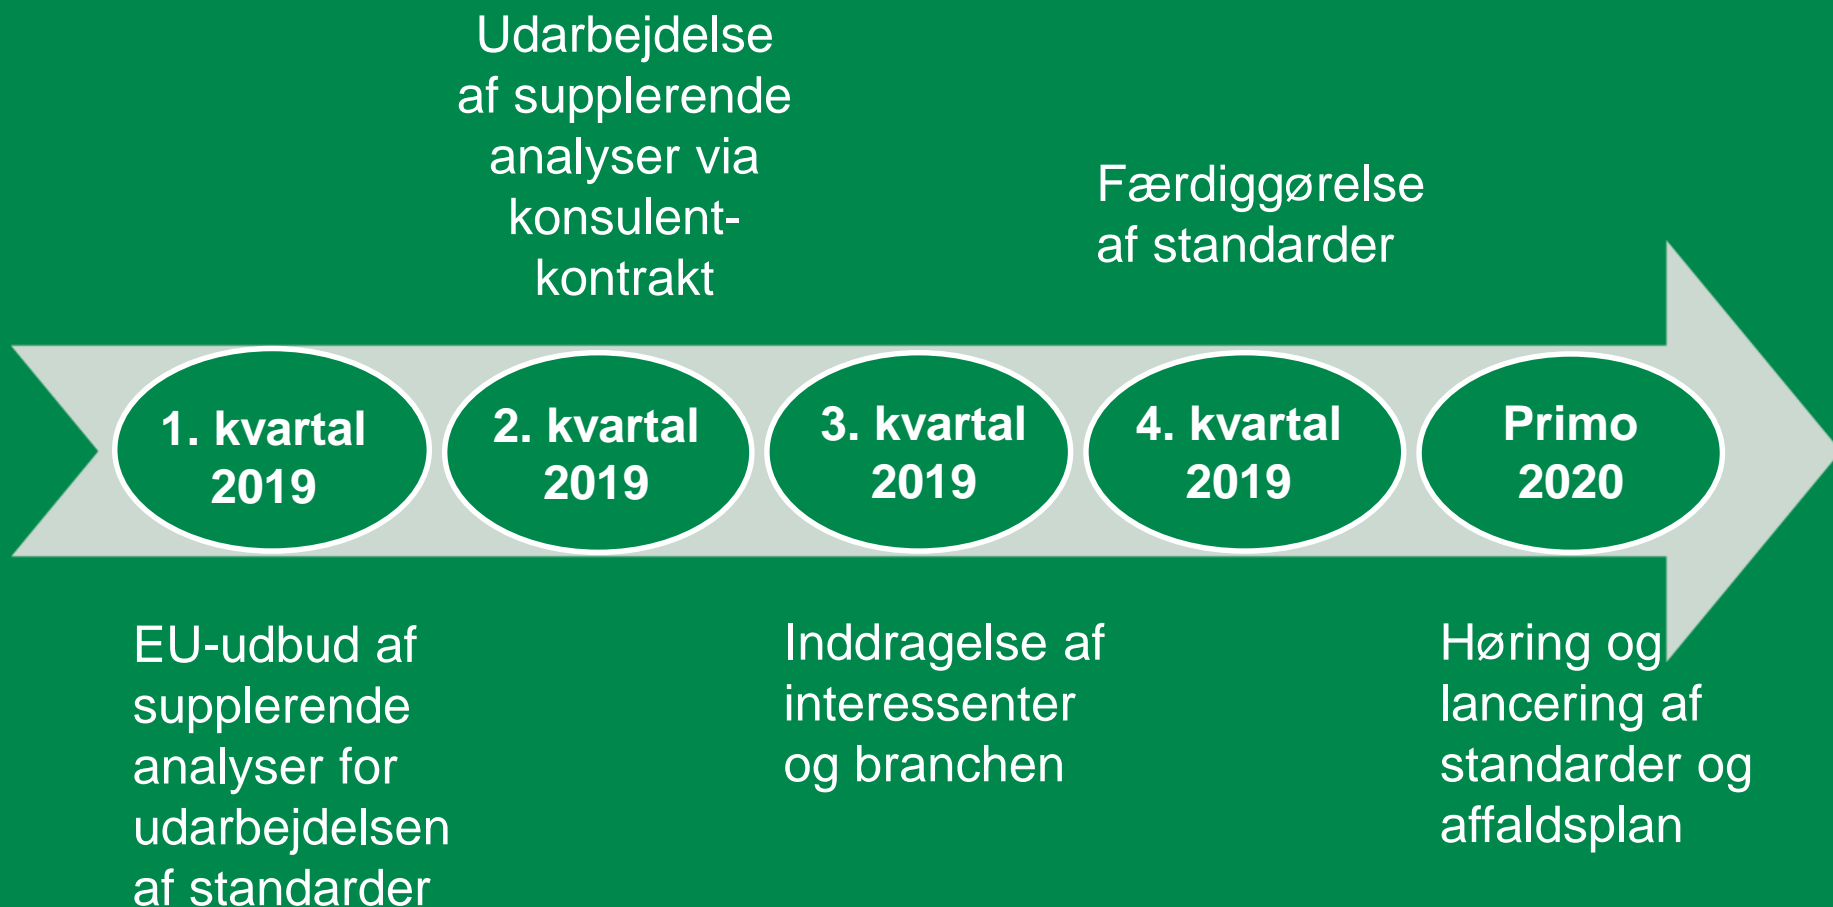 Udarbejdelse
af supplerende
analyser via
konsulent-
kontrakt
Færdiggørelse
af standarder
1. kvartal
2019
2. kvartal
2019
3. kvartal
2019
4. kvartal
2019
Primo
2020
EU-udbud af
supplerende
analyser for
udarbejdelsen
af standarder
Inddragelse af
interessenter
og branchen
Høring og
lancering af
standarder og
affaldsplan